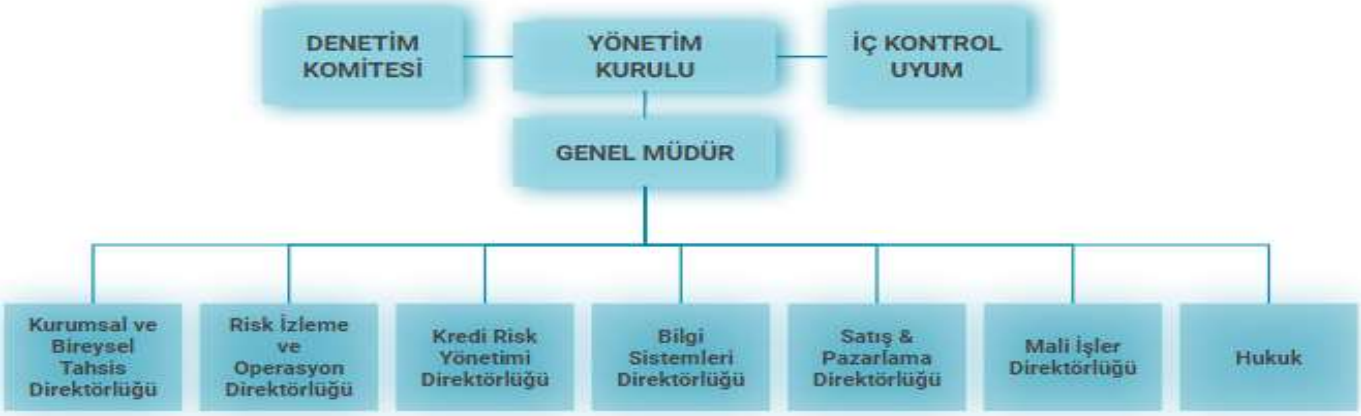 DENETİM
KOMİTESİ
YÖNETİM
KURULU
İÇ KONTROL
UYUM
GENEL MÜDÜR
Kurumsal ve
Bireysel
Tahsis
Direktörlüğü
Risk İzleme
ve
Operasyon
Direktörlüğü
Kredi Risk
Yönetimi
Direktörlüğü
Bilgi
Sistemleri
Direktörlüğü
Satış &
Pazarlama
Direktörlüğü
Mali İşler
Direktörlüğü
Hukuk